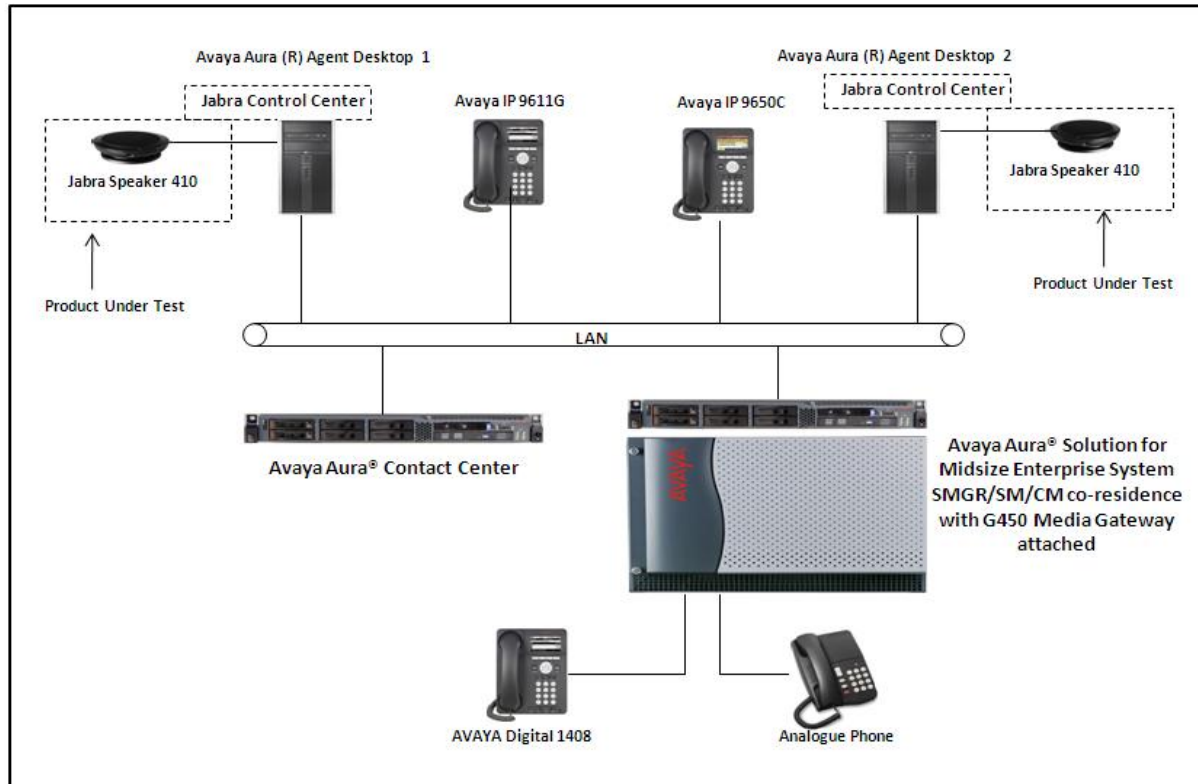 Avaya Aura (R) Agent Desktop 1
Avaya Aura (R) Agent Desktop 2
Jabra Control Center
Jabra Control Center
Avaya IP 9611G
Avaya IP 9650C
Jabra Speaker 410
Jabra Speaker 410
Product Under Test
Product Under Test
LAN
Avaya Aura® Contact Center
AVAYA
Avaya Aura® Solution for
Midsize Enterprise System
SMGR/SM/CM co-residence
with G450 Media Gateway
attached
AVAYA Digital 1408
Analogue Phone